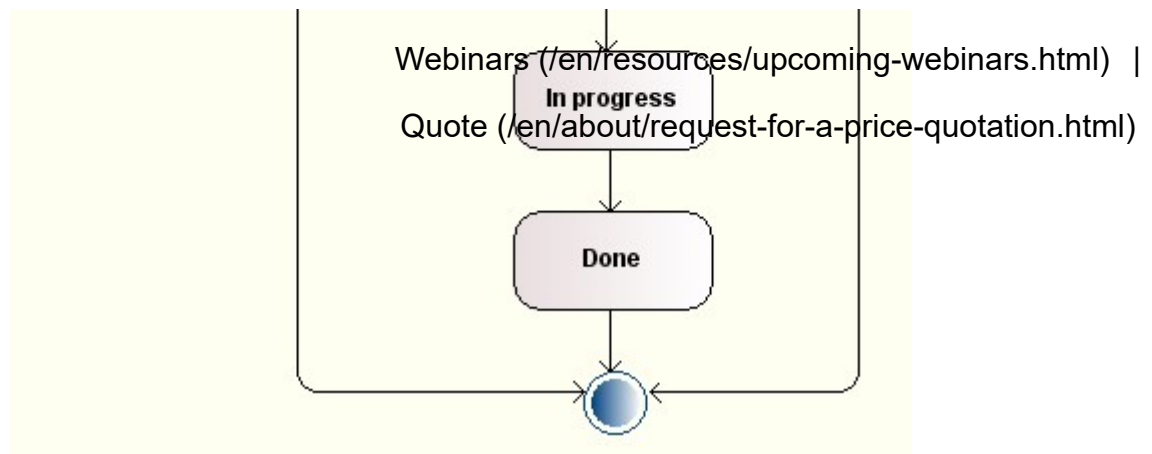 Webinars (/en/resources/upcoming-webinars.html) |
In progress
Quote (/en/about/request-for-a-price-quotation.html)
Done